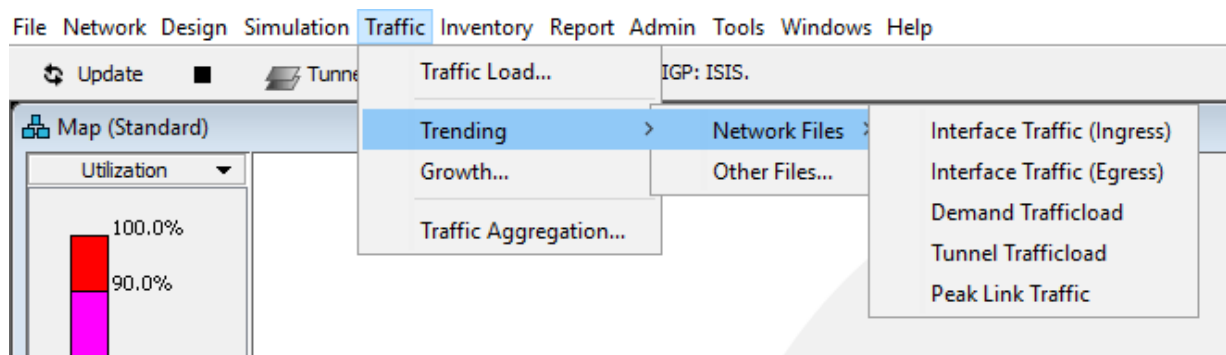 File Network Design Simulation Traffic Inventory Report Admin Tools Windows Help
Update Tunne IGP: ISIS.
Traffic Load...
Map (Standard)
Trending > Network Files >
Utilization
Growth...
Other Files...
Traffic Aggregation...
Interface Traffic (Ingress)
Interface Traffic (Egress)
Demand Trafficload
Tunnel Trafficload
Peak Link Traffic
100.0%
90.0%